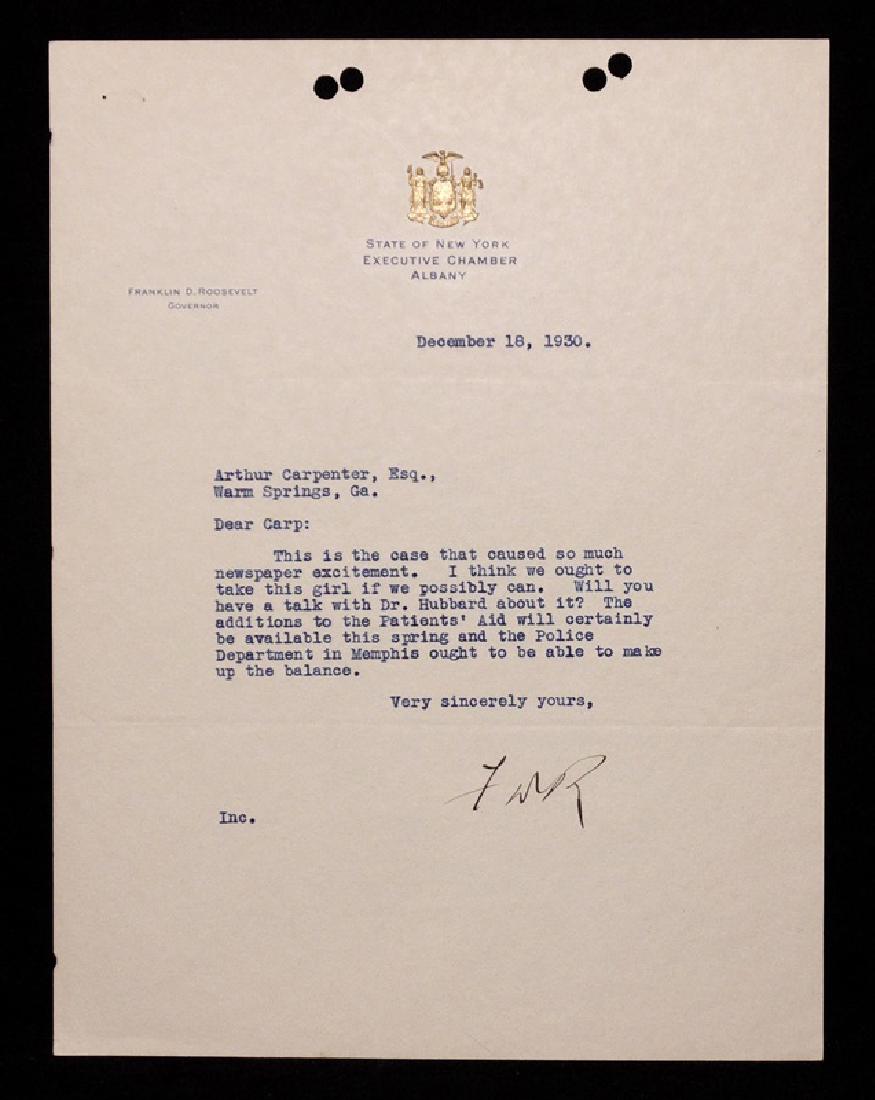 STATE OF NEW YORK
EXECUTIVE CHAMBER
ALBANY
FRANKLIN D. ROOSEVELT
GOVERNOR
December 18, 1930.
Arthur Carpenter, Esq.,
Warm Springs, Ga.
Dear Carp:
This is the case that caused so much
newspaper excitement. I think we ought to
take this girl if we possibly can. Will you
have a talk with Dr. Hubbard about it? The
additions to the Patients' Aid will certainly
be available this spring and the Police
Department in Memphis ought to be able to make
up the balance.
Very sincerely yours,
FDR
Inc.